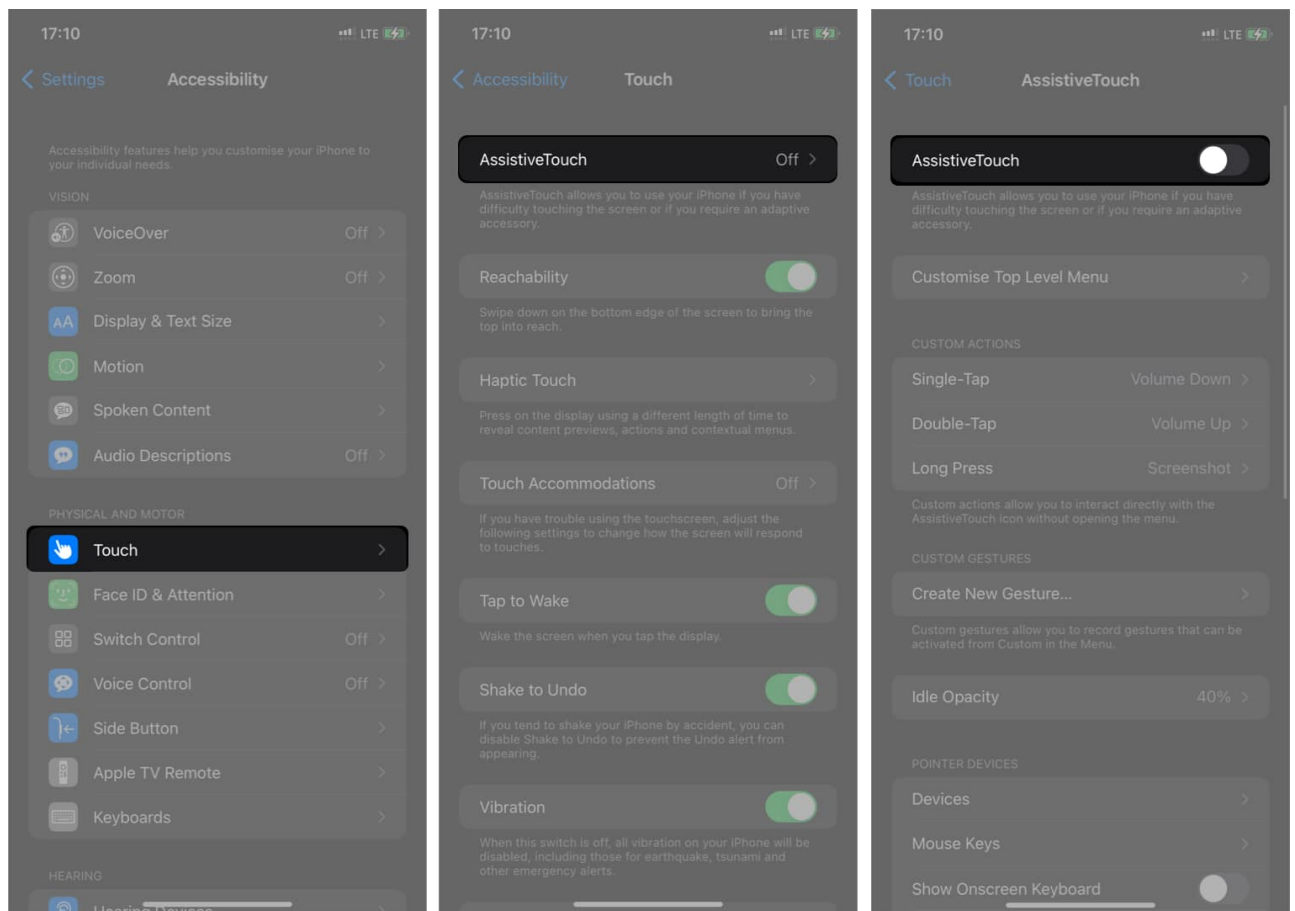 17:10
LTE
Settings
Accessibility
Accessibility features help you customise your iPhone to
your individual needs.
VISION
VoiceOver
Off
Zoom
Off
AA
Display & Text Size
Motion
Spoken Content
Audio Descriptions
Off
PHYSICAL AND MOTOR
Touch
Face ID & Attention
Switch Control
Off
Voice Control
Off
Side Button
Apple TV Remote
Keyboards
HEARING
Hearing Devices
17:10
LTE
Accessibility
Touch
AssistiveTouch
Off
AssistiveTouch allows you to use your iPhone if you have
difficulty touching the screen or if you require an adaptive
accessory.
Reachability
Swipe down on the bottom edge of the screen to bring the
top into reach.
Haptic Touch
Press on the display using a different length of time to
reveal content previews, actions and contextual menus.
Touch Accommodations
Off
If you have trouble using the touchscreen, adjust the
following settings to change how the screen will respond
to touches.
Tap to Wake
Wake the screen when you tap the display.
Shake to Undo
If you tend to shake your iPhone by accident, you can
disable Shake to Undo to prevent the Undo alert from
appearing.
Vibration
When this switch is off, all vibration on your iPhone will be
disabled, including those for earthquake, tsunami and
other emergency alerts.
17:10
LTE
Touch
AssistiveTouch
AssistiveTouch
AssistiveTouch allows you to use your iPhone if you have
difficulty touching the screen or if you require an adaptive
accessory.
Customise Top Level Menu
CUSTOM ACTIONS
Single-Tap
Volume Down
Double-Tap
Volume Up
Long Press
Screenshot
Custom actions allow you to interact directly with the
AssistiveTouch icon without opening the menu.
CUSTOM GESTURES
Create New Gesture...
Custom gestures allow you to record gestures that can be
activated from Custom in the Menu.
Idle Opacity
40%
POINTER DEVICES
Devices
Mouse Keys
Show Onscreen Keyboard